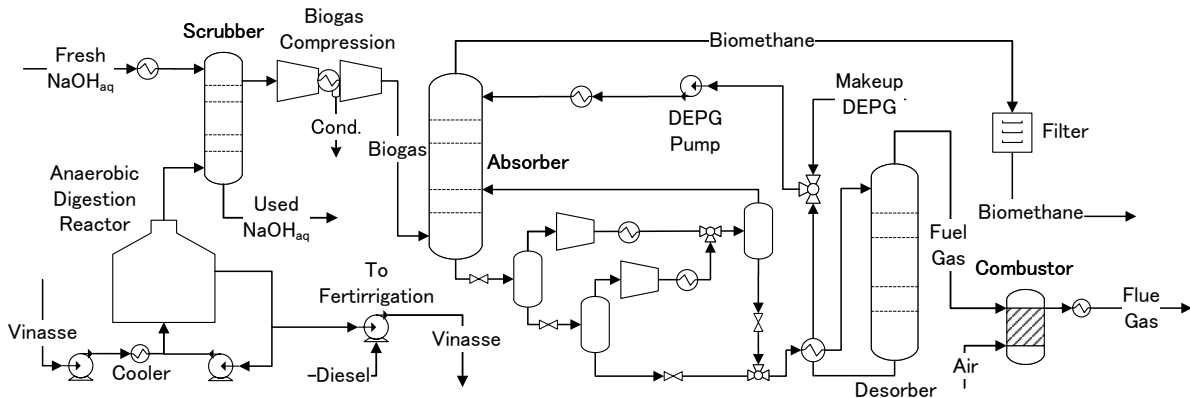 Scrubber
Biogas
Compression
Fresh
NaOHaq
Biomethane
Makeup
DEPG
Cond.
DEPG
Pump
Filter
Biogas
Absorber
Anaerobic
Digestion
Reactor
Used
NaOHaq
Biomethane
Fuel
Gas
Combustor
To
Fertirrigation
Vinasse
Vinasse
Flue
Gas
Cooler
Diesel
Air
Desorber